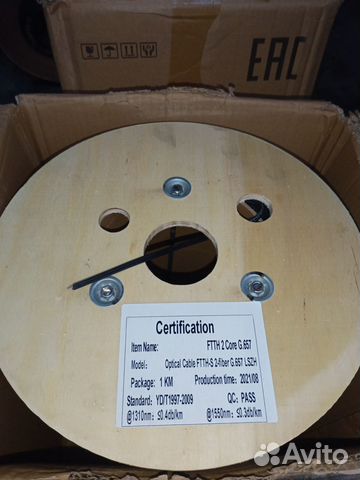 EAC
Certification
Item Name: FTTH 2 Core G.657
Model: Optical Cable FTTH-S 2-fiber G.657 LSZH
Package: 1 KM Production time: 2021/08
Standard: YD/T1997-2009 QC: PASS
@1310nm: ≤0.4db/km @1550nm: ≤0.3db/km
Avito